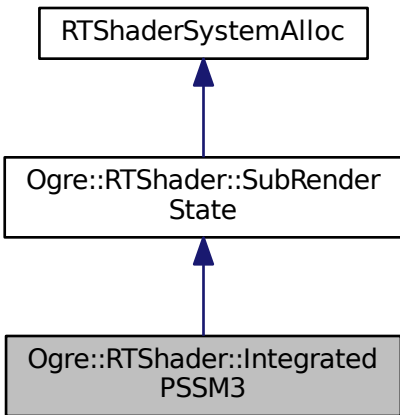 RTShaderSystemAlloc
Ogre::RTShader::SubRender
State
Ogre::RTShader::Integrated
PSSM3